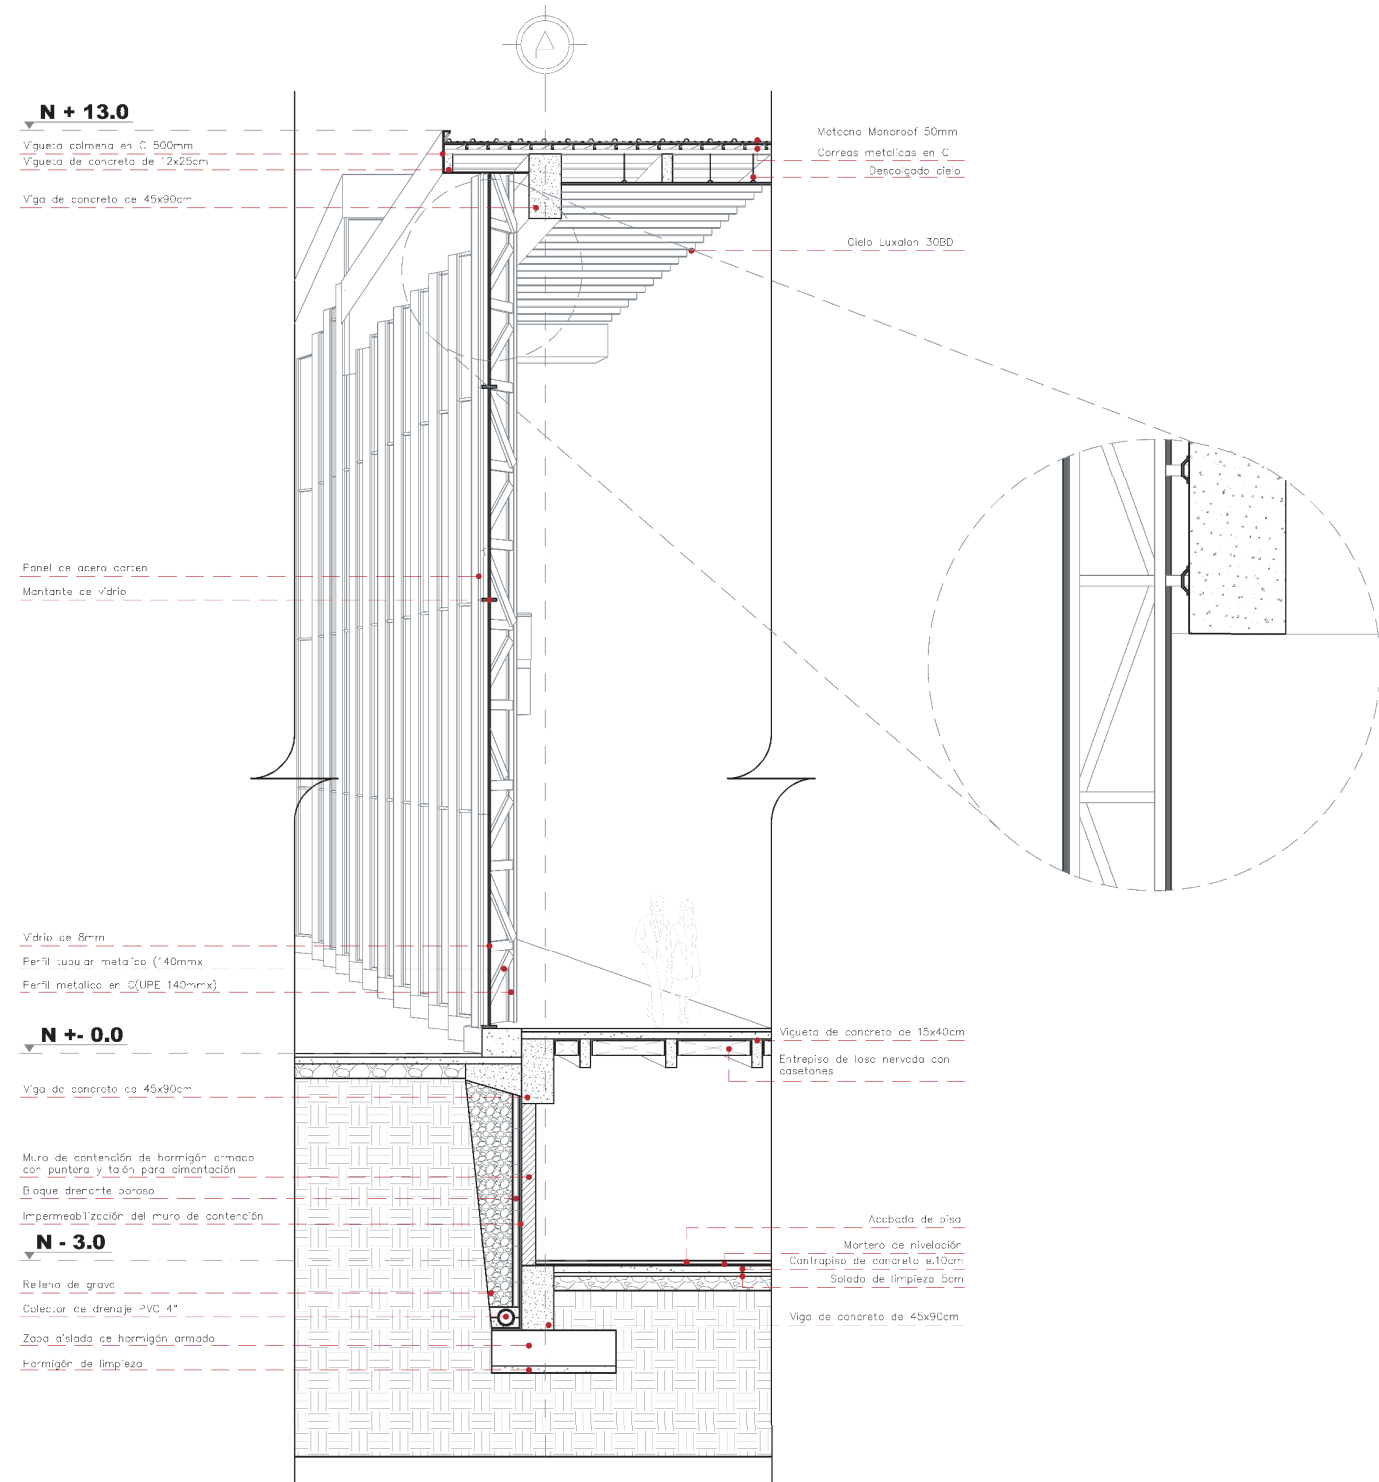 N + 13.0
Vigueta colmena en C 500mm
Vigueta de concreto de 12x25cm
Viga de concreto de 45x90cm
Metecno Monoroof 50mm
Correas metalicas en C
Descolgado cielo
Cielo Luxalon 30BD
Panel de acero corten
Montante de vidrio
Vidrio de 8mm
Perfil tubular metalico (140mmx
Perfil metalico en C(UPE 140mmx)
N +- 0.0
Viga de concreto de 45x90cm
Vigueta de concreto de 15x40cm
Entrepiso de losa nervada con
casetones
Muro de contención de hormigón armado
con puntera y talón para cimentación
Bloque drenante poroso
Impermeabilización del muro de contención
N - 3.0
Relleno de grava
Colector de drenaje PVC 4"
Zapa aislada de hormigón armado
Hormigón de limpieza
Acabado de piso
Mortero de nivelación
Contrapiso de concreto e.10cm
Solado de limpieza 5cm
Viga de concreto de 45x90cm